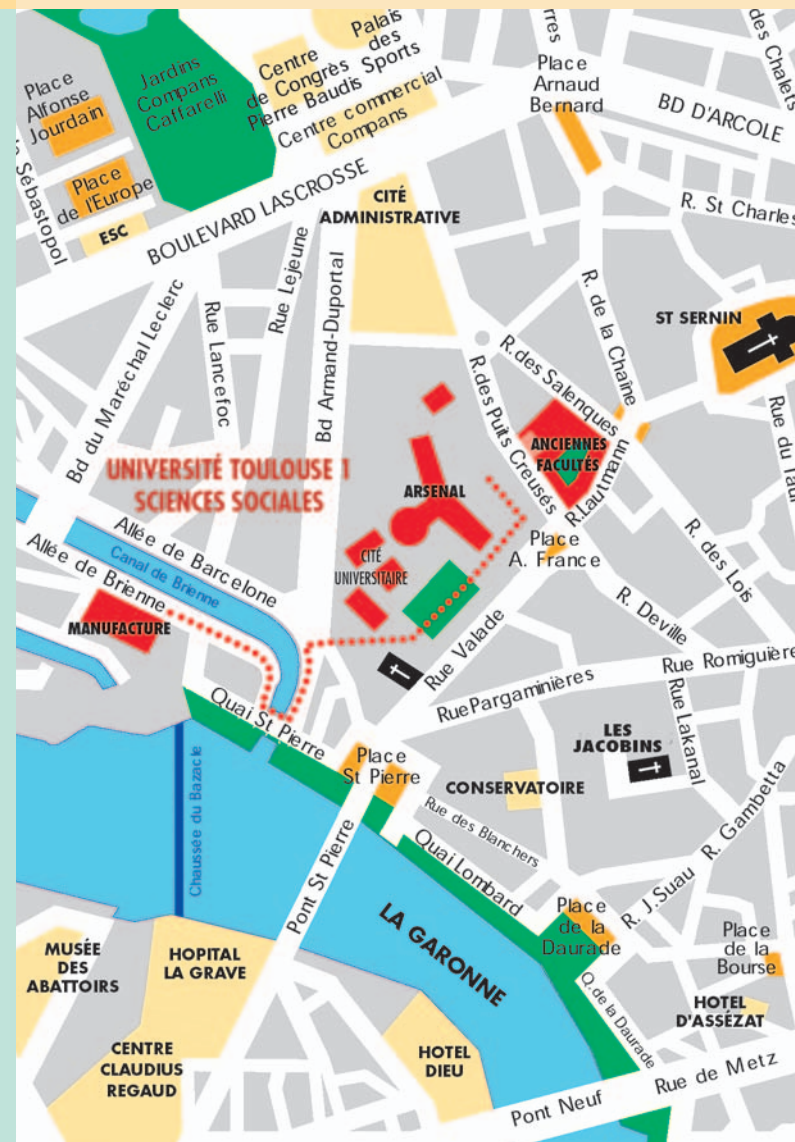 Place
Alfonse
Jourdain
Jardins
Compans
Caffarelli
Centre
de Congrès
Pierre Baudis
Palais
des
Sports
Centre commercial
Compans
Place
Arnaud
Bernard
des Chalets
BD D'ARCOLE
Sébastopol
Place
de l'Europe
ESC
BOULEVARD LASCROSSE
CITÉ
ADMINISTRATIVE
R. St Charles
Bd du Maréchal Leclerc
Rue Lancefoc
Rue Lejeune
Bd Armand-Duportal
R. de la Chaîne
ST SERNIN
R. des Salenques
R. des Puits Creusés
ANCIENNES
FACULTÉS
R. Lautmann
UNIVERSITÉ TOULOUSE 1
SCIENCES SOCIALES
ARSENAL
CITÉ
UNIVERSITAIRE
Place
A. France
R. des Lois
R. Deville
Allée de Barcelone
Canal de Brienne
Allée de Brienne
MANUFACTURE
Rue Valade
Rue Pargaminières
Rue Romiguière
Rue Lakanal
LES
JACOBINS
Quai St Pierre
Place
St Pierre
CONSERVATOIRE
Rue des Blanchers
Quai Lombard
R. Gambetta
R. J. Suau
Chaussée du Bazacle
Pont St Pierre
LA GARONNE
Place
de la
Daurade
Q. de la Daurade
Place
de la
Bourse
HOTEL
D'ASSÉZAT
MUSÉE
DES
ABATTOIRS
HOPITAL
LA GRAVE
CENTRE
CLAUDIUS
REGAUD
HOTEL
DIEU
Pont Neuf
Rue de Metz